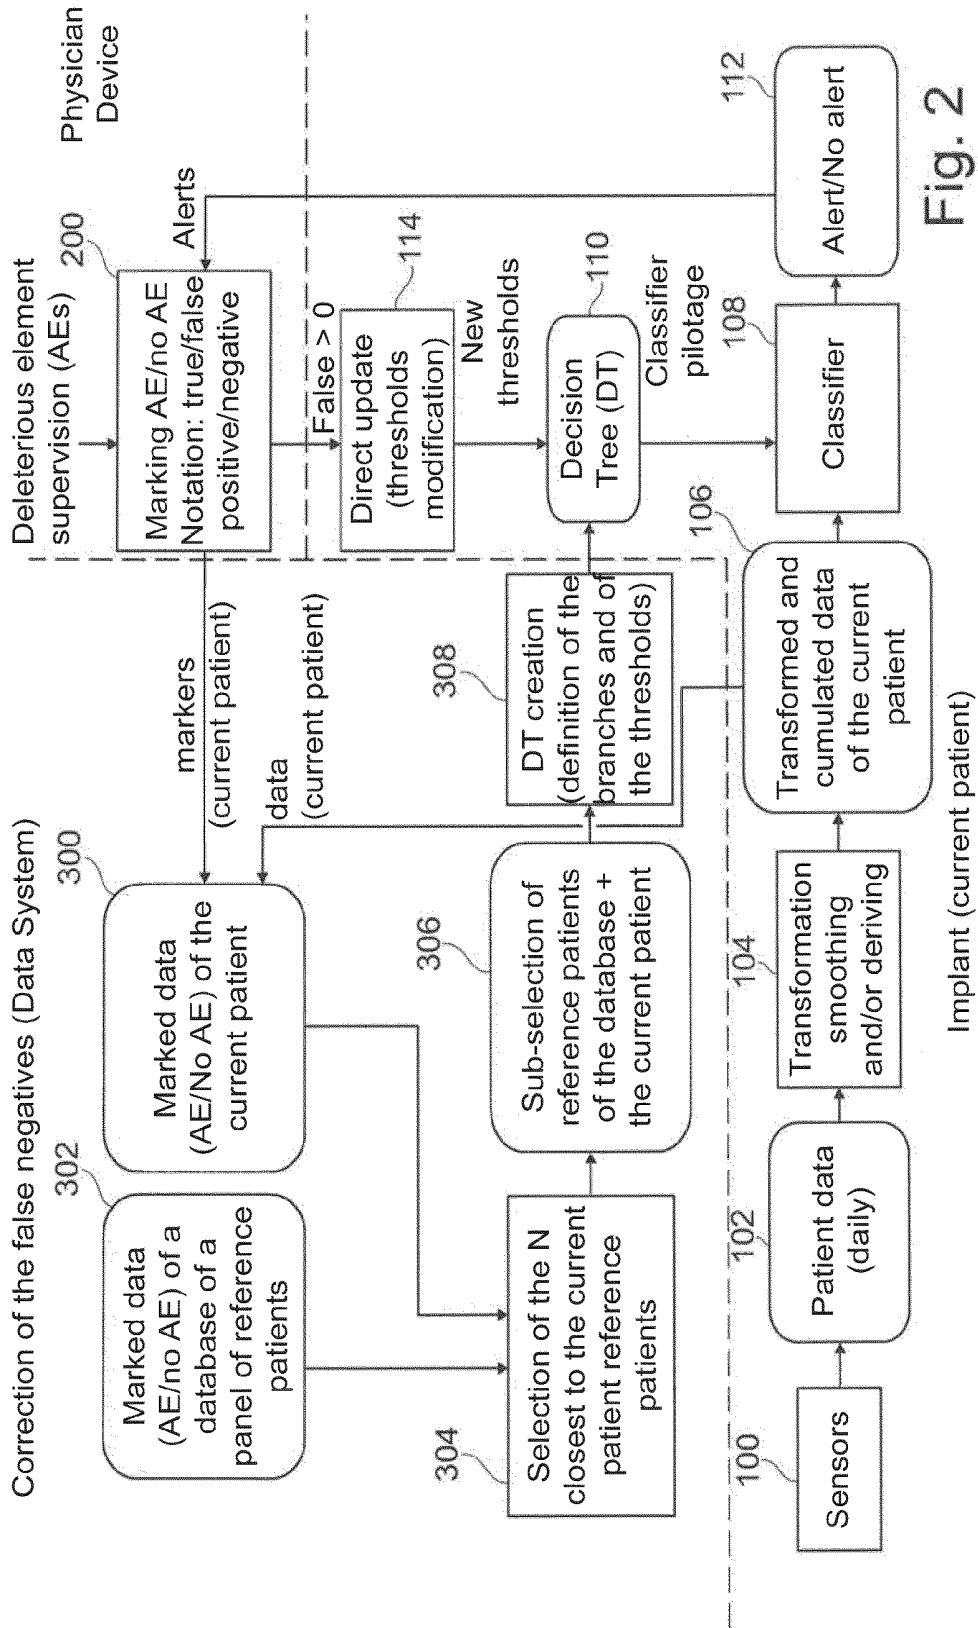 Correction of the false negatives (Data System)
Deleterious element
supervision (AEs)
Physician
Device
302
Marked data
(AE/no AE) of a
database of a
panel of reference
patients
300
Marked data
(AE/No AE) of the
current patient
markers
(current patient)
data
(current patient)
200
Marking AE/no AE
Notation: true/false
positive/negative
Alerts
False > 0
114
Direct update
(thresholds
modification)
New
thresholds
304
Selection of the N
closest to the current
patient reference
patients
306
Sub-selection of
reference patients
of the database +
the current patient
308
DT creation
(definition of the
branches and of
the thresholds)
110
Decision
Tree (DT)
Classifier
pilotage
100
Sensors
102
Patient data
(daily)
104
Transformation
smoothing
and/or deriving
106
Transformed and
cumulated data
of the current
patient
108
Classifier
112
Alert/No alert
Implant (current patient)
Fig. 2